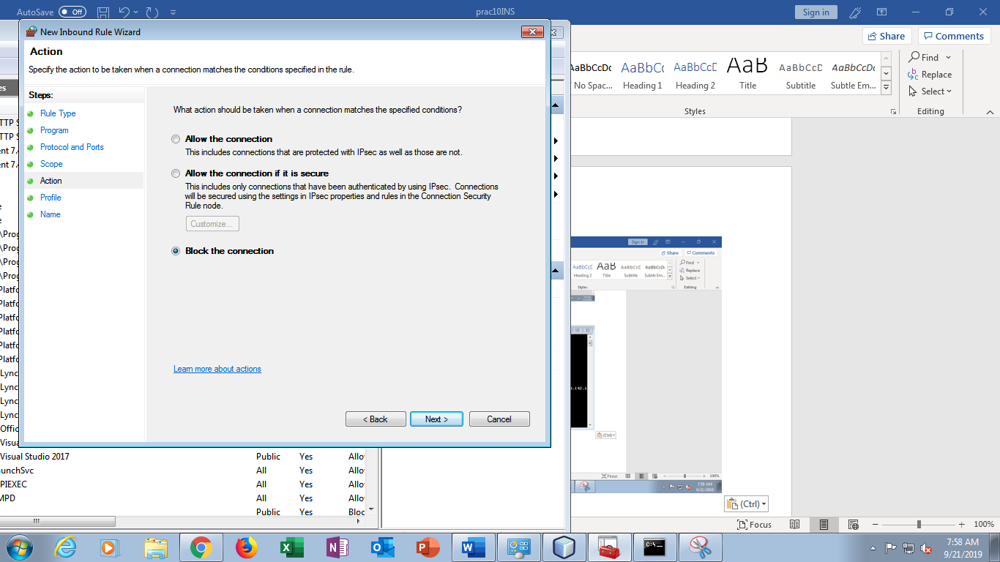 AutoSave Off
prac10INS
Sign in
New Inbound Rule Wizard
Share
Comments
Action
Specify the action to be taken when a connection matches the conditions specified in the rule.
AaBbCcDc AaBbC AaBbCcD AaB AaBbCcD AaBbCcDc
No Spac... Heading 1 Heading 2 Title Subtitle Subtle Em...
Styles
Find
Replace
Select
Editing
Steps:
Rule Type
Program
Protocol and Ports
Scope
Action
Profile
Name
What action should be taken when a connection matches the specified conditions?
Allow the connection
This includes connections that are protected with IPsec as well as those are not.
Allow the connection if it is secure
This includes only connections that have been authenticated by using IPsec. Connections
will be secured using the settings in IPsec properties and rules in the Connection Security
Rule node.
Customize...
Block the connection
Learn more about actions
< Back
Next >
Cancel
es
TTP S
TTP S
ent 7.4
ent 7.4
e
e
\Prog
\Prog
\Prog
\Prog
Platfo
Platfo
Platfo
Platfo
Platfo
Platfo
Lync
Lync
Lync
Lync
Offic
Visua
Visual Studio 2017 Public Yes Allo
unchSvc All Yes Allo
PIEXEC All Yes Allo
MPD All Yes Allo
Public Yes Bloc
Sign in
Share Comments
AaBbCcD AaB AaBbCcD AaBbCcDc
Heading 2 Title Subtitle Subtle Em...
Styles
Find
Replace
Select
Editing
.142.1
(Ctrl)
Focus
100%
7:58 AM
9/21/2019
(Ctrl)
Focus
100%
7:58 AM
9/21/2019